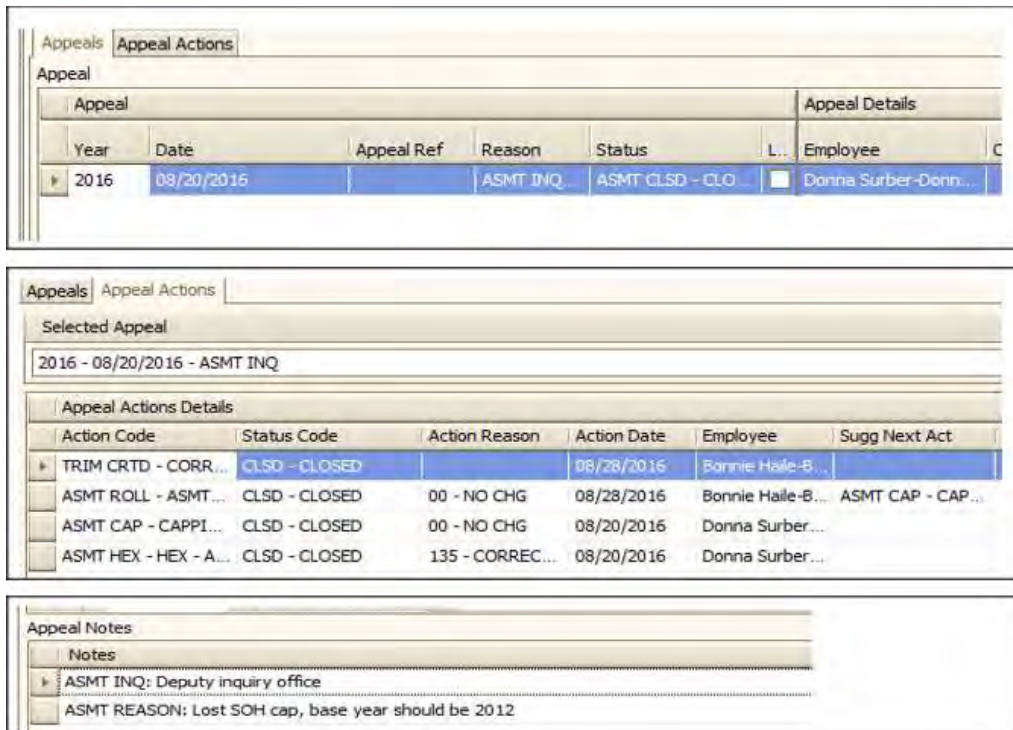 Appeals Appeal Actions
Appeal
Appeal Appeal Details
Year Date Appeal Ref Reason Status L.. Employee C
2016 08/20/2016 ASMT INQ... ASMT CLSD - CLO... Donna Surber-Donn...
Appeals Appeal Actions
Selected Appeal
2016 - 08/20/2016 - ASMT INQ
Appeal Actions Details
Action Code Status Code Action Reason Action Date Employee Sugg Next Act
TRIM CRTD - CORR... CLSD - CLOSED 08/28/2016 Bonnie Haile-B...
ASMT ROLL - ASMT... CLSD - CLOSED 00 - NO CHG 08/28/2016 Bonnie Haile-B... ASMT CAP - CAP...
ASMT CAP - CAPPI... CLSD - CLOSED 00 - NO CHG 08/20/2016 Donna Surber...
ASMT HEX - HEX - A... CLSD - CLOSED 135 - CORREC... 08/20/2016 Donna Surber...
Appeal Notes
Notes
ASMT INQ: Deputy inquiry office
ASMT REASON: Lost SOH cap, base year should be 2012